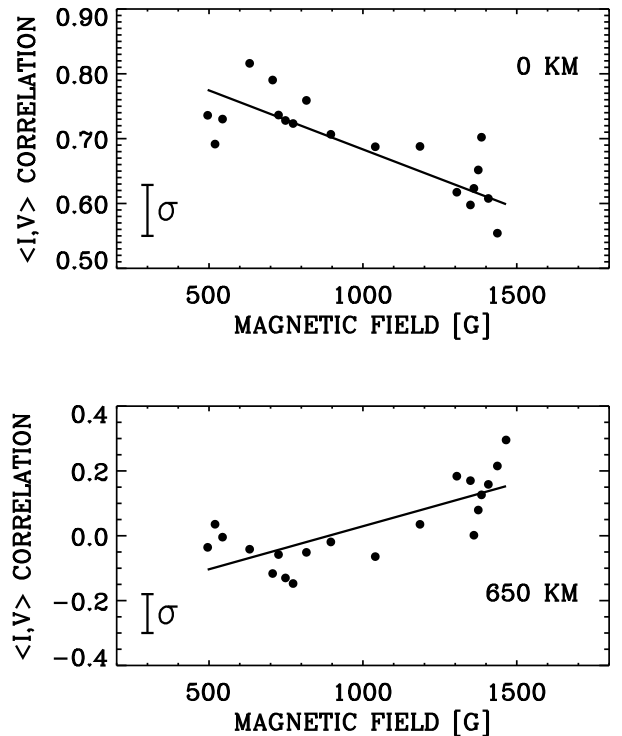 0.90
0.80
0.70
0.60
0.50
<I,V> CORRELATION
0 KM
σ
500 1000 1500
MAGNETIC FIELD [G]
0.4
0.2
0.0
−0.2
−0.4
<I,V> CORRELATION
650 KM
σ
500 1000 1500
MAGNETIC FIELD [G]